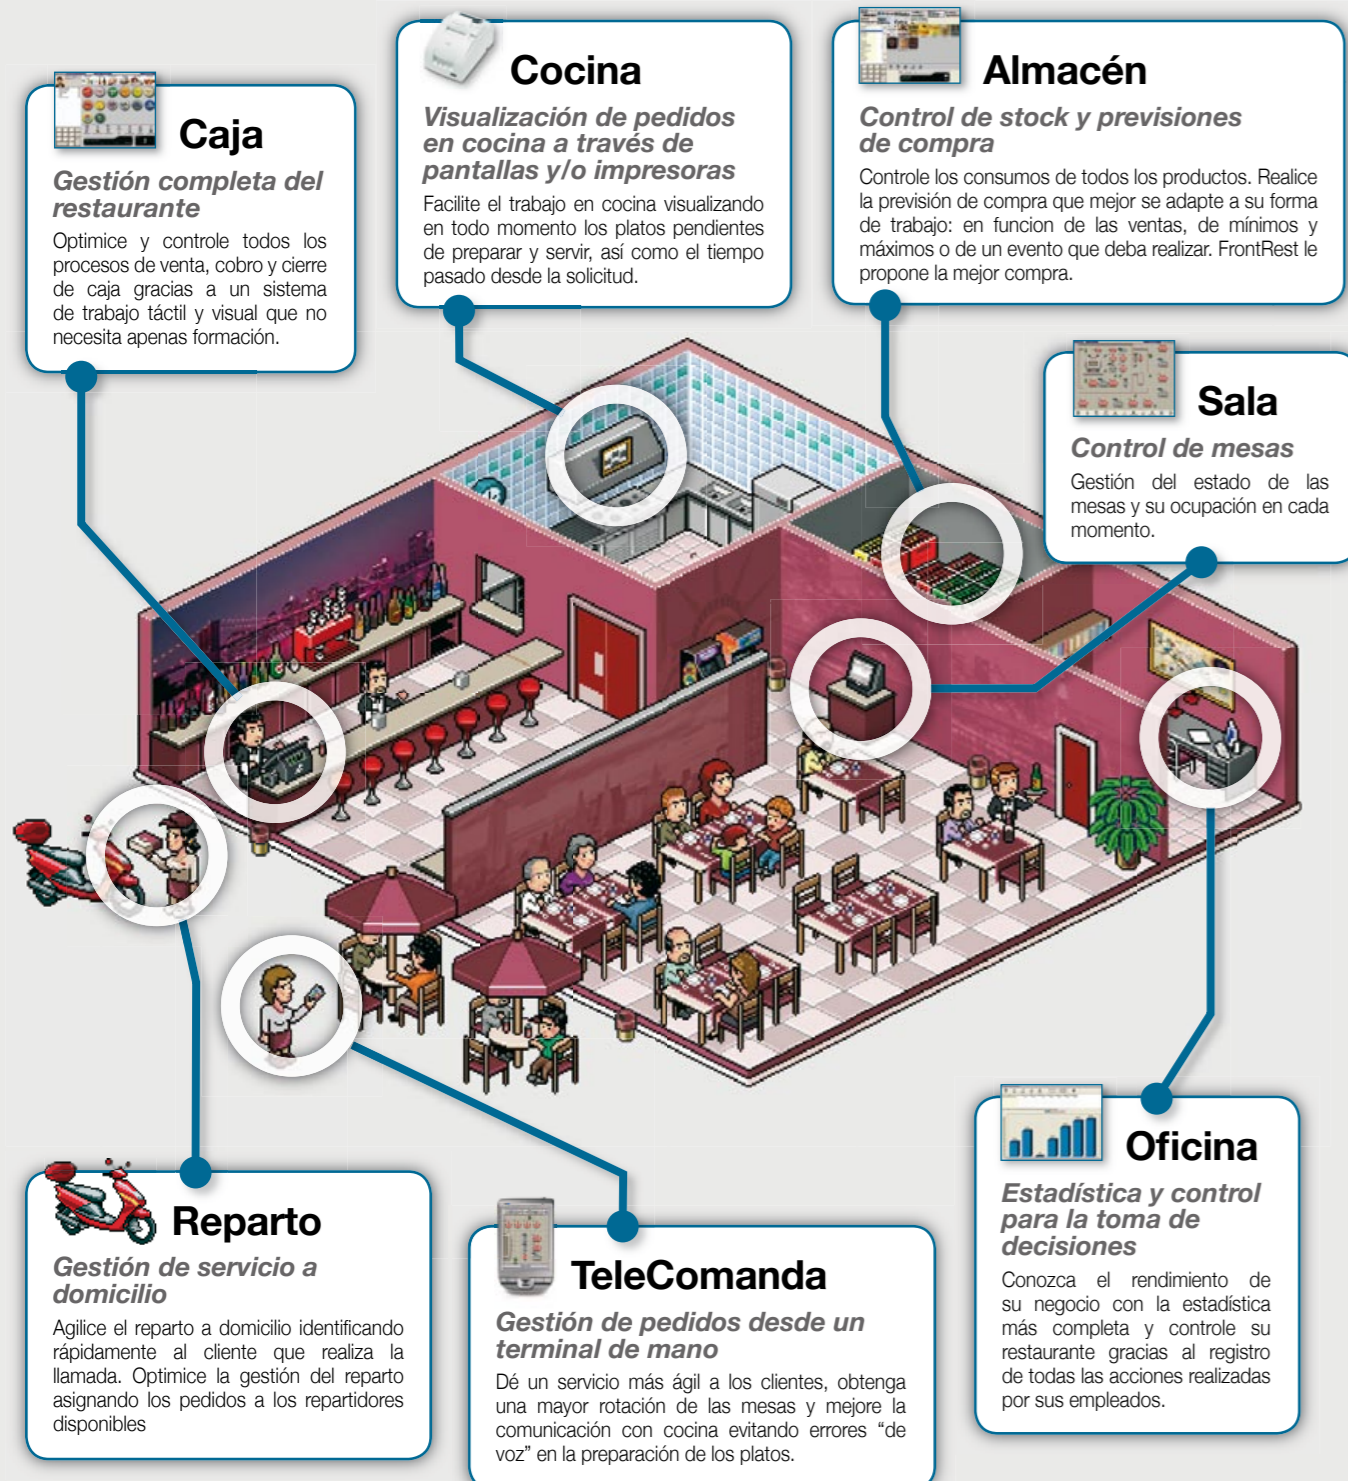 Cocina
Visualización de pedidos
en cocina a través de
pantallas y/o impresoras
Facilite el trabajo en cocina visualizando
en todo momento los platos pendientes
de preparar y servir, así como el tiempo
pasado desde la solicitud.
Almacén
Control de stock y previsiones
de compra
Controle los consumos de todos los productos. Realice
la previsión de compra que mejor se adapte a su forma
de trabajo: en funcion de las ventas, de mínimos y
máximos o de un evento que deba realizar. FrontRest le
propone la mejor compra.
Caja
Gestión completa del
restaurante
Optimice y controle todos los
procesos de venta, cobro y cierre
de caja gracias a un sistema
de trabajo táctil y visual que no
necesita apenas formación.
Sala
Control de mesas
Gestión del estado de las
mesas y su ocupación en cada
momento.
Reparto
Gestión de servicio a
domicilio
Agilice el reparto a domicilio identificando
rápidamente al cliente que realiza la
llamada. Optimice la gestión del reparto
asignando los pedidos a los repartidores
disponibles
TeleComanda
Gestión de pedidos desde un
terminal de mano
Dé un servicio más ágil a los clientes, obtenga
una mayor rotación de las mesas y mejore la
comunicación con cocina evitando errores “de
voz” en la preparación de los platos.
Oficina
Estadística y control
para la toma de
decisiones
Conozca el rendimiento de
su negocio con la estadística
más completa y controle su
restaurante gracias al registro
de todas las acciones realizadas
por sus empleados.